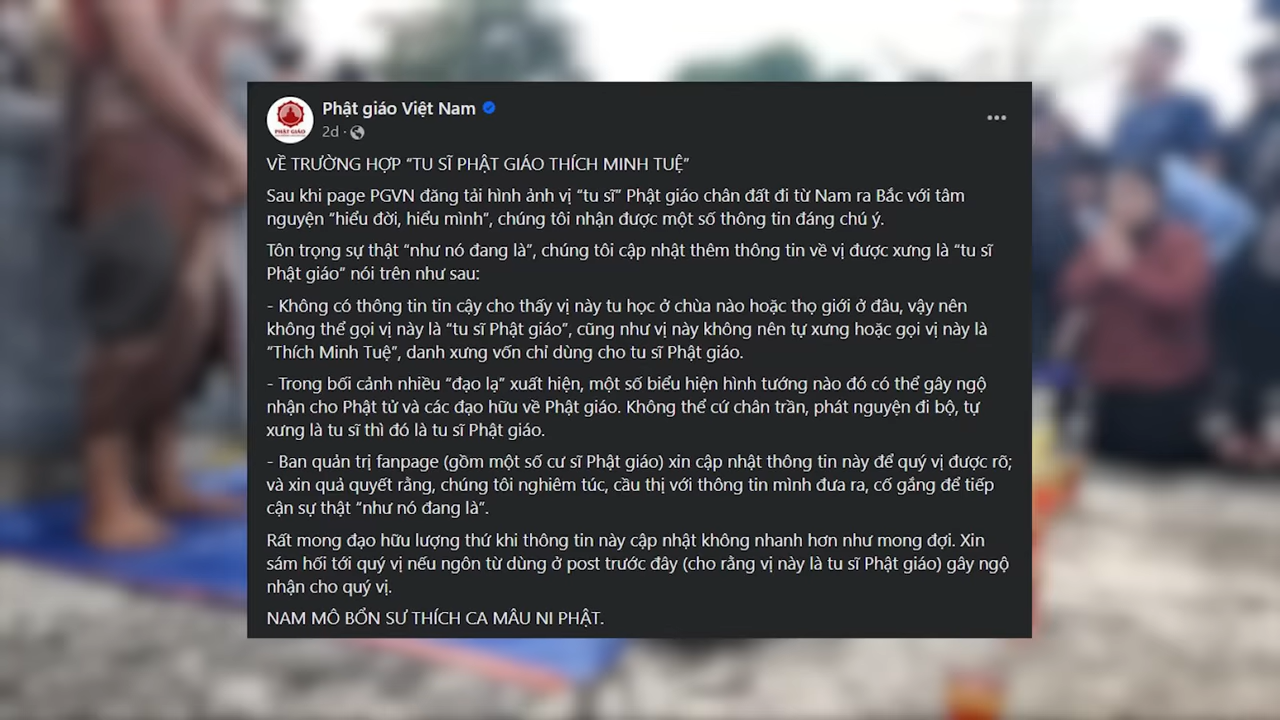 Phật giáo Việt Nam
2d ·
PHẬT GIÁO
VỀ TRƯỜNG HỢP “TU SĨ PHẬT GIÁO THÍCH MINH TUỆ”
Sau khi page PGVN đăng tải hình ảnh vị “tu sĩ” Phật giáo chân đất đi từ Nam ra Bắc với tâm
nguyện “hiểu đời, hiểu mình”, chúng tôi nhận được một số thông tin đáng chú ý.
Tôn trọng sự thật “như nó đang là”, chúng tôi cập nhật thêm thông tin về vị được xưng là “tu sĩ
Phật giáo” nói trên như sau:
- Không có thông tin tin cậy cho thấy vị này tu học ở chùa nào hoặc thọ giới ở đâu, vậy nên
không thể gọi vị này là “tu sĩ Phật giáo”, cũng như vị này không nên tự xưng hoặc gọi vị này là
“Thích Minh Tuệ”, danh xưng vốn chỉ dùng cho tu sĩ Phật giáo.
- Trong bối cảnh nhiều “đạo lạ” xuất hiện, một số biểu hiện hình tướng nào đó có thể gây ngộ
nhận cho Phật tử và các đạo hữu về Phật giáo. Không thể cứ chân trần, phát nguyện đi bộ, tự
xưng là tu sĩ thì đó là tu sĩ Phật giáo.
- Ban quản trị fanpage (gồm một số cư sĩ Phật giáo) xin cập nhật thông tin này để quý vị được rõ;
và xin quả quyết rằng, chúng tôi nghiêm túc, cầu thị với thông tin mình đưa ra, cố gắng để tiếp
cận sự thật “như nó đang là”.
Rất mong đạo hữu lượng thứ khi thông tin này cập nhật không nhanh hơn như mong đợi. Xin
sám hối tới quý vị nếu ngôn từ dùng ở post trước đây (cho rằng vị này là tu sĩ Phật giáo) gây ngộ
nhận cho quý vị.
NAM MÔ BỔN SƯ THÍCH CA MÂU NI PHẬT.